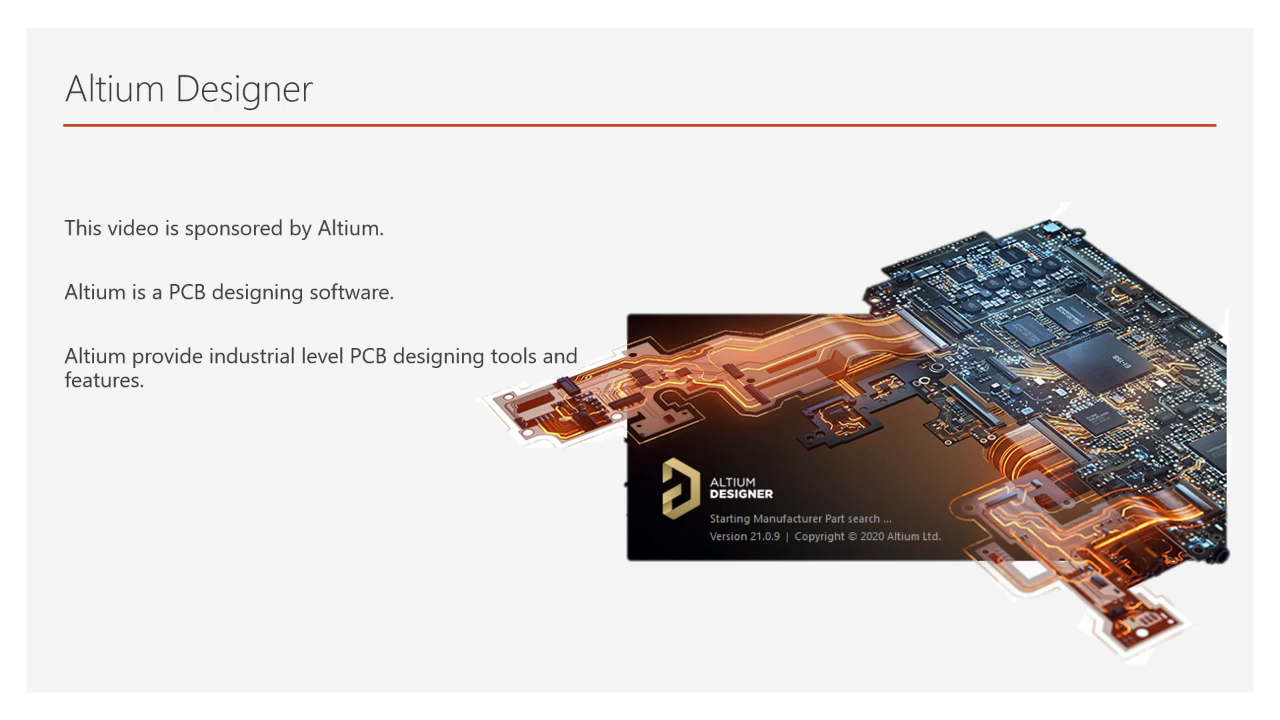 Altium Designer
This video is sponsored by Altium.
Altium is a PCB designing software.
Altium provide industrial level PCB designing tools and
features.
ALTIUM
DESIGNER
Starting Manufacturer Part search ...
Version 21.0.9 | Copyright © 2020 Altium Ltd.